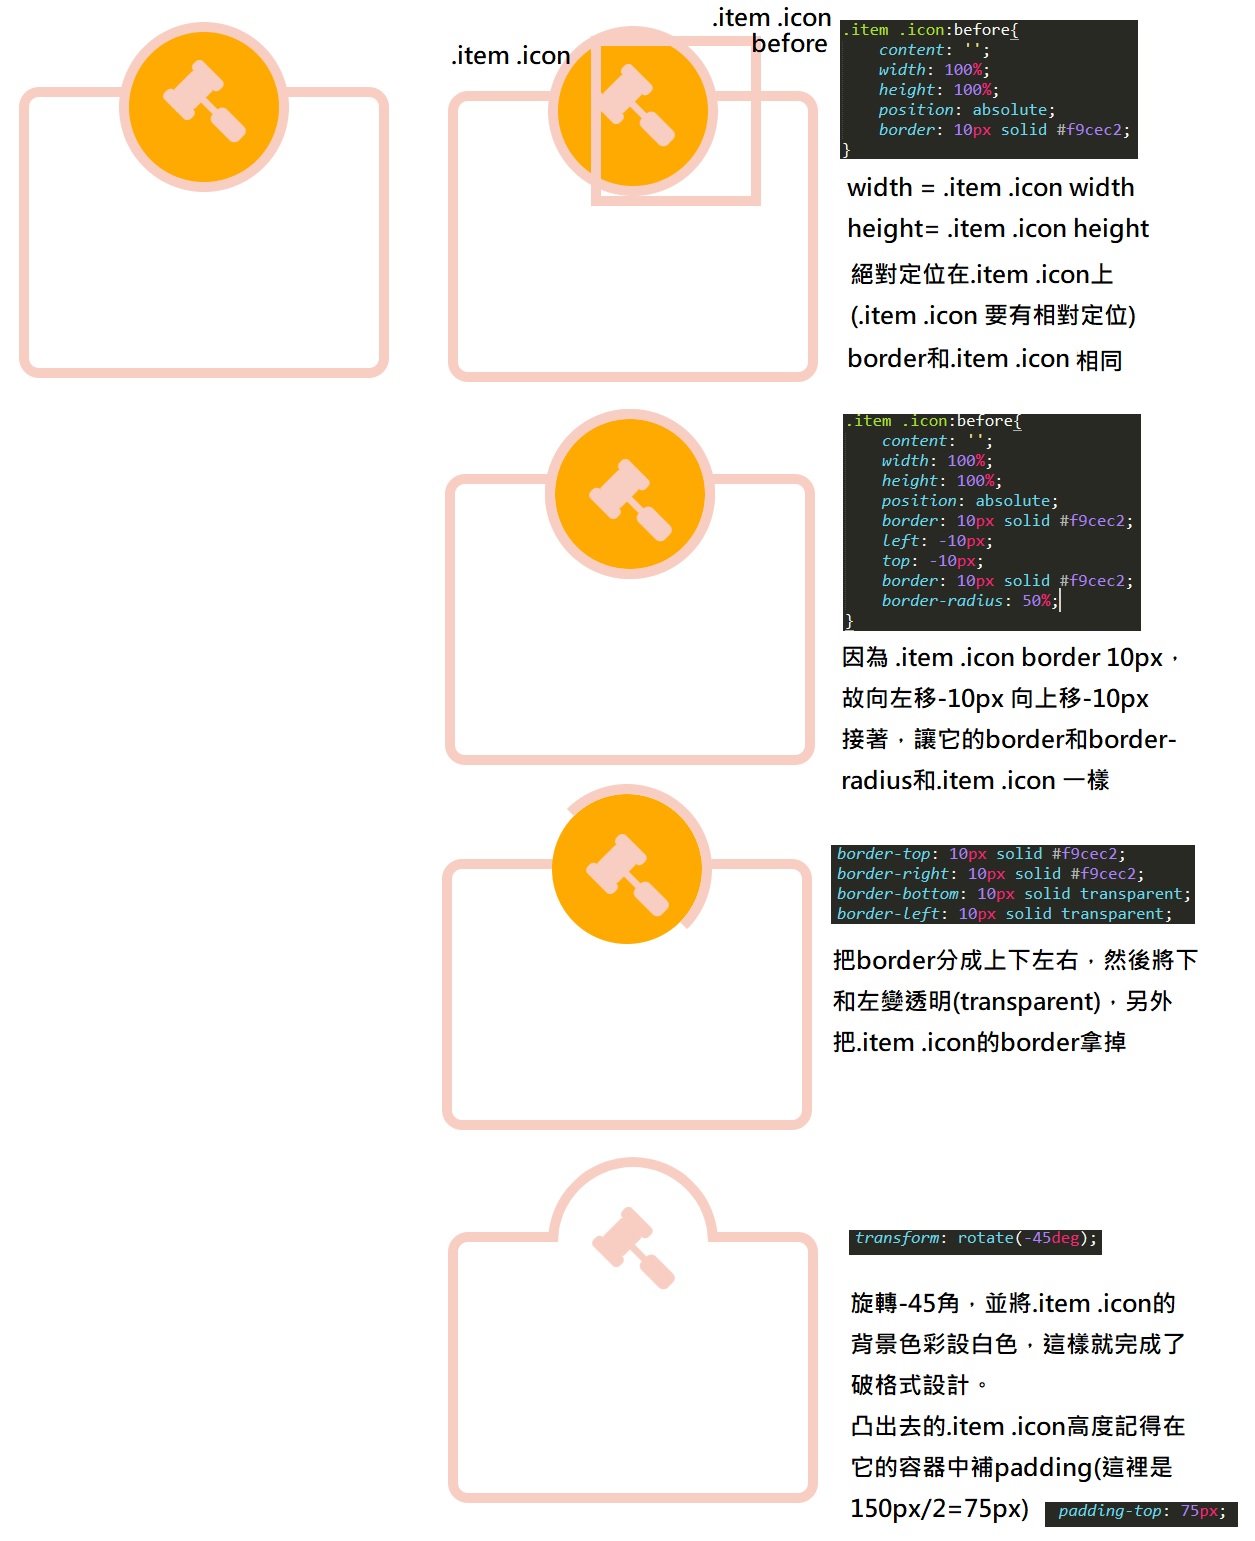 .item .icon
before
.item .icon
.item .icon:before{
content: '';
width: 100%;
height: 100%;
position: absolute;
border: 10px solid #f9cec2;
}
width = .item .icon width
height= .item .icon height
絕對定位在.item .icon上
(.item .icon 要有相對定位)
border和.item .icon 相同
.item .icon:before{
content: '';
width: 100%;
height: 100%;
position: absolute;
border: 10px solid #f9cec2;
left: -10px;
top: -10px;
border: 10px solid #f9cec2;
border-radius: 50%;
}
因為 .item .icon border 10px，
故向左移-10px 向上移-10px
接著，讓它的border和border-
radius和.item .icon 一樣
border-top: 10px solid #f9cec2;
border-right: 10px solid #f9cec2;
border-bottom: 10px solid transparent;
border-left: 10px solid transparent;
把border分成上下左右，然後將下
和左變透明(transparent)，另外
把.item .icon的border拿掉
transform: rotate(-45deg);
旋轉-45角，並將.item .icon的
背景色彩設白色，這樣就完成了
破格式設計。
凸出去的.item .icon高度記得在
它的容器中補padding(這裡是
150px/2=75px)
padding-top: 75px;